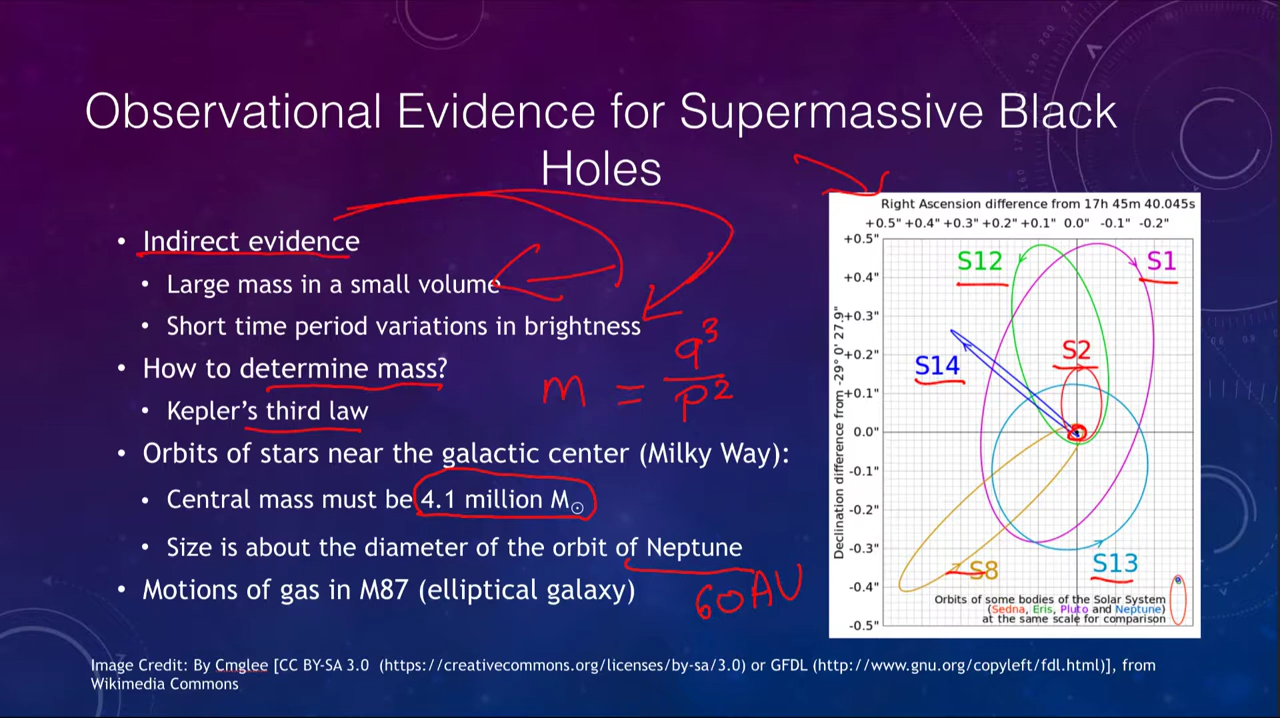 Observational Evidence for Supermassive Black
Holes
• Indirect evidence
• Large mass in a small volume
• Short time period variations in brightness
• How to determine mass?
• Kepler's third law
m = a³/p²
• Orbits of stars near the galactic center (Milky Way):
• Central mass must be 4.1 million M☉
• Size is about the diameter of the orbit of Neptune
60 AU
• Motions of gas in M87 (elliptical galaxy)
Right Ascension difference from 17h 45m 40.045s
+0.5" +0.4" +0.3" +0.2" +0.1" 0.0" -0.1" -0.2"
Declination difference from -29° 0' 27.9"
+0.5"
+0.4"
+0.3"
+0.2"
+0.1"
0.0"
-0.1"
-0.2"
-0.3"
-0.4"
-0.5"
S12
S1
S2
S14
S13
S8
Orbits of some bodies of the Solar System
(Sedna, Eris, Pluto and Neptune)
at the same scale for comparison
Image Credit: By Cmglee [CC BY-SA 3.0 (https://creativecommons.org/licenses/by-sa/3.0) or GFDL (http://www.gnu.org/copyleft/fdl.html)], from
Wikimedia Commons